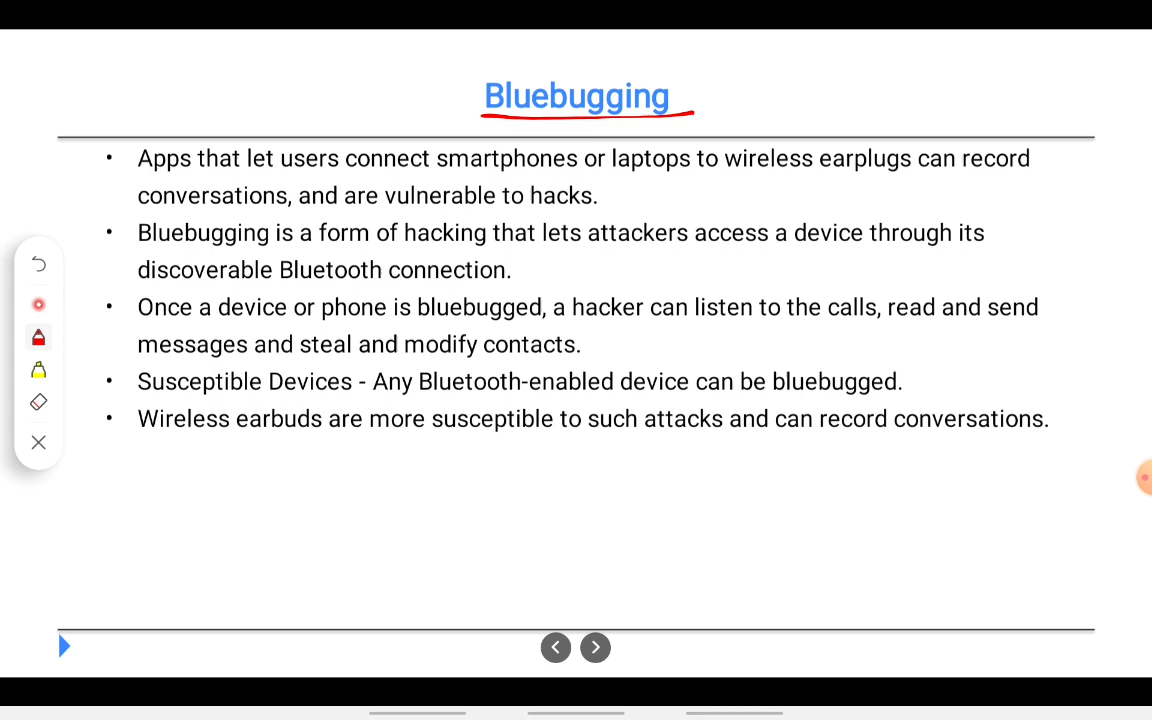 Bluebugging
• Apps that let users connect smartphones or laptops to wireless earplugs can record
conversations, and are vulnerable to hacks.
• Bluebugging is a form of hacking that lets attackers access a device through its
discoverable Bluetooth connection.
• Once a device or phone is bluebugged, a hacker can listen to the calls, read and send
messages and steal and modify contacts.
• Susceptible Devices - Any Bluetooth-enabled device can be bluebugged.
• Wireless earbuds are more susceptible to such attacks and can record conversations.